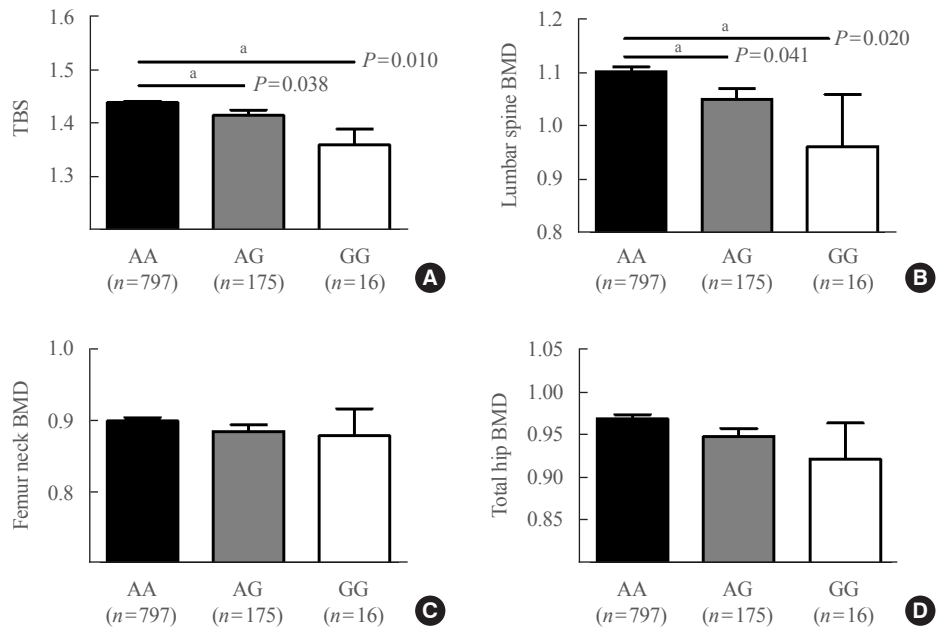 1.6
1.5
1.4
1.3
TBS
a
P=0.010
a
P=0.038
AA
(n=797)
AG
(n=175)
GG
(n=16)
A
1.2
1.1
1.0
0.9
0.8
Lumbar spine BMD
a
P=0.020
a
P=0.041
AA
(n=797)
AG
(n=175)
GG
(n=16)
B
1.0
0.9
0.8
Femur neck BMD
AA
(n=797)
AG
(n=175)
GG
(n=16)
C
1.05
1.00
0.95
0.90
0.85
Total hip BMD
AA
(n=797)
AG
(n=175)
GG
(n=16)
D